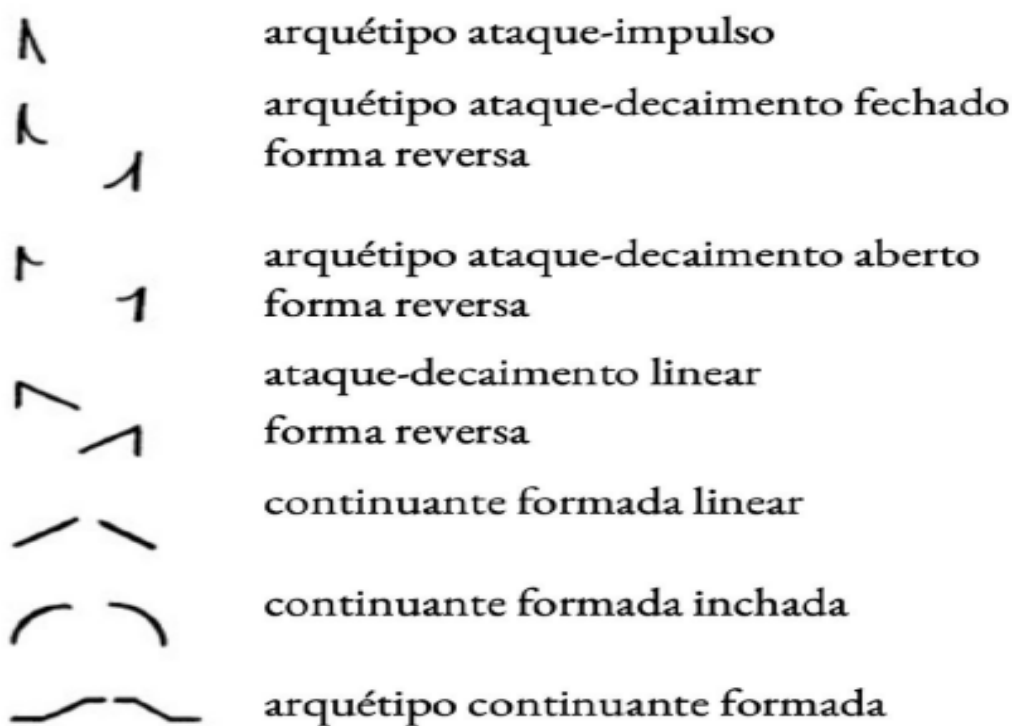 arquétipo ataque-impulso
arquétipo ataque-decaimento fechado
forma reversa
arquétipo ataque-decaimento aberto
forma reversa
ataque-decaimento linear
forma reversa
continuante formada linear
continuante formada inchada
arquétipo continuante formada